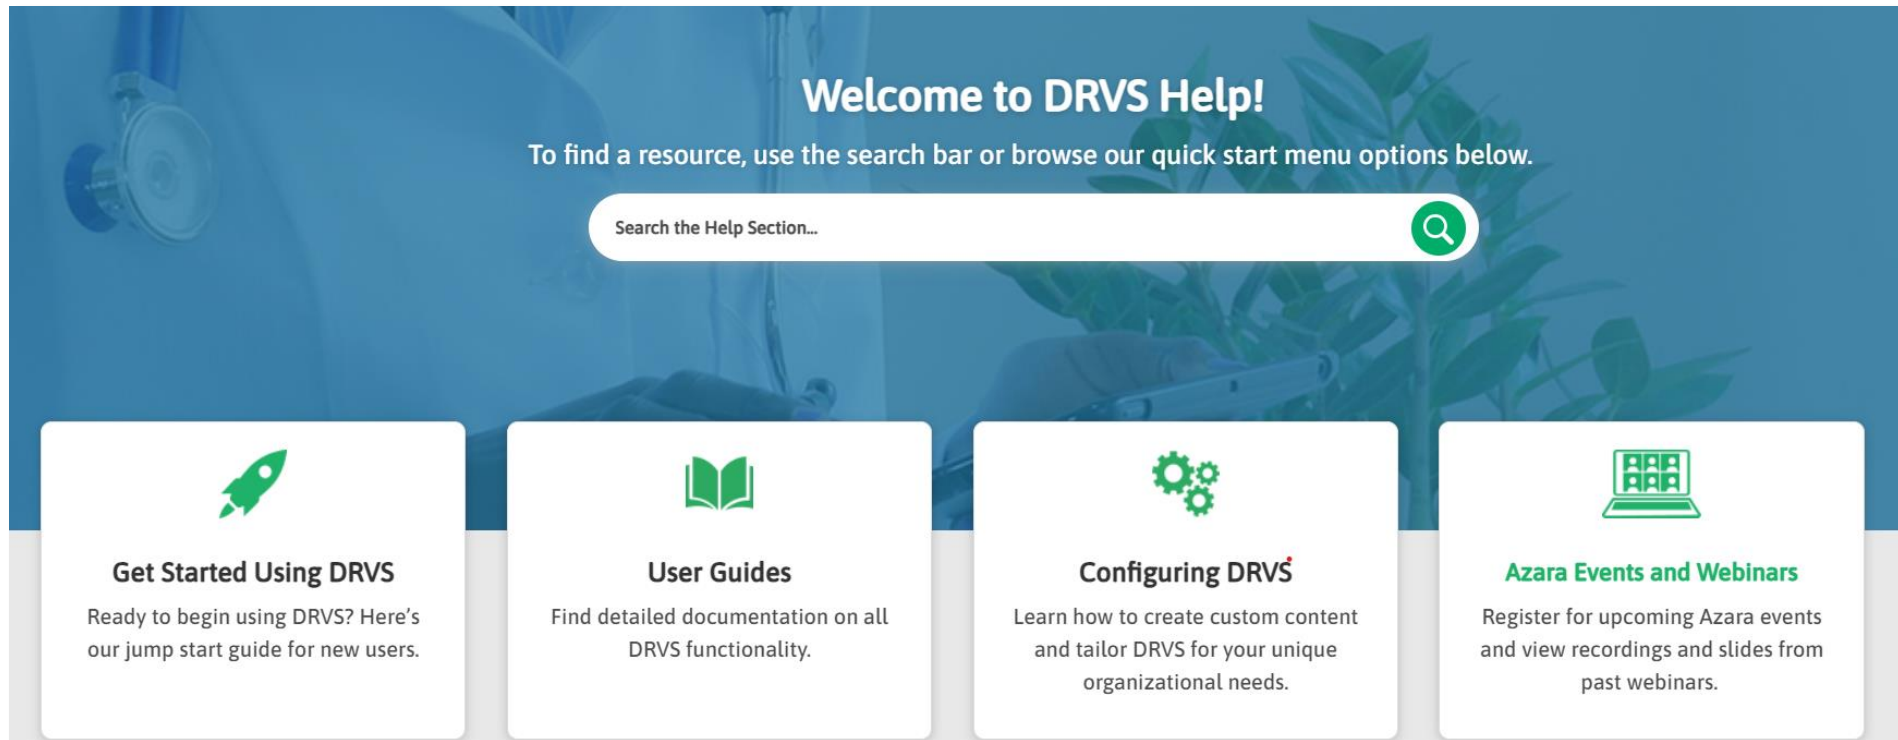 Welcome to DRVS Help!
To find a resource, use the search bar or browse our quick start menu options below.
Search the Help Section...
Get Started Using DRVS
Ready to begin using DRVS? Here’s
our jump start guide for new users.
User Guides
Find detailed documentation on all
DRVS functionality.
Configuring DRVS
Learn how to create custom content
and tailor DRVS for your unique
organizational needs.
Azara Events and Webinars
Register for upcoming Azara events
and view recordings and slides from
past webinars.